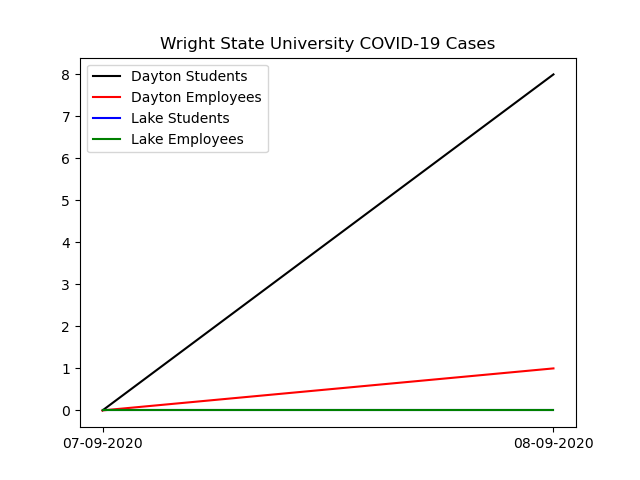 Wright State University COVID-19 Cases
Dayton Students
Dayton Employees
Lake Students
Lake Employees
8
7
6
5
4
3
2
1
0
07-09-2020
08-09-2020